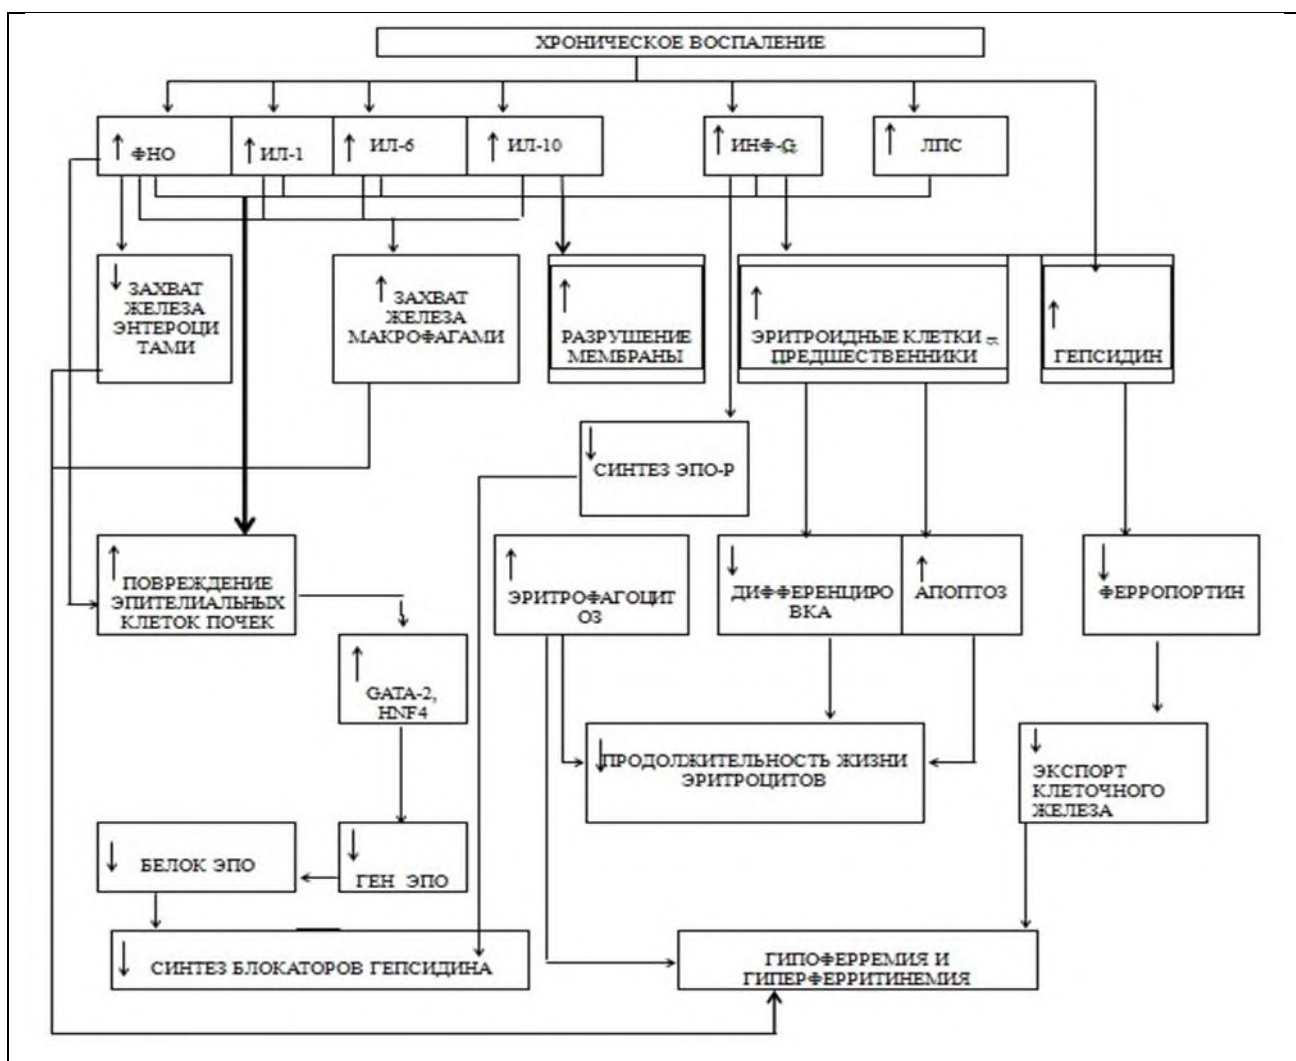 ХРОНИЧЕСКОЕ ВОСПАЛЕНИЕ
ФНО
ИЛ-1
ИЛ-6
ИЛ-10
ИНФ-Ω
ЛПС
ЗАХВАТ
ЖЕЛЕЗА
ЭНТЕРОЦИ
ТАМИ
ЗАХВАТ
ЖЕЛЕЗА
МАКРОФАГАМИ
РАЗРУШЕНИЕ
МЕМБРАНЫ
ЭРИТРОИДНЫЕ КЛЕТКИ
ПРЕДШЕСТВЕННИКИ
ГЕПСИДИН
СИНТЕЗ ЭПО-Р
ПОВРЕЖДЕНИЕ
ЭПИТЕЛИАЛЬНЫХ
КЛЕТОК ПОЧЕК
ЭРИТРОФАГОЦИТ
ОЗ
ДИФФЕРЕНЦИРО
ВКА
АПОПТОЗ
ФЕРРОПОРТИН
GATA-2,
HNF4
ПРОДОЛЖИТЕЛЬНОСТЬ ЖИЗНИ
ЭРИТРОЦИТОВ
ЭКСПОРТ
КЛЕТОЧНОГО
ЖЕЛЕЗА
БЕЛОК ЭПО
ГЕН ЭПО
СИНТЕЗ БЛОКАТОРОВ ГЕПСИДИНА
ГИПОФЕРРЕМИЯ И
ГИПЕРФЕРРИТИНЕМИЯ